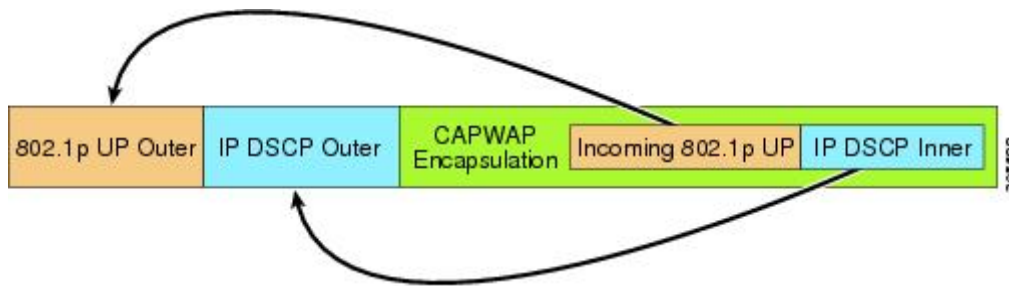 802.1p UP Outer
IP DSCP Outer
CAPWAP
Encapsulation
Incoming 802.1p UP
IP DSCP Inner